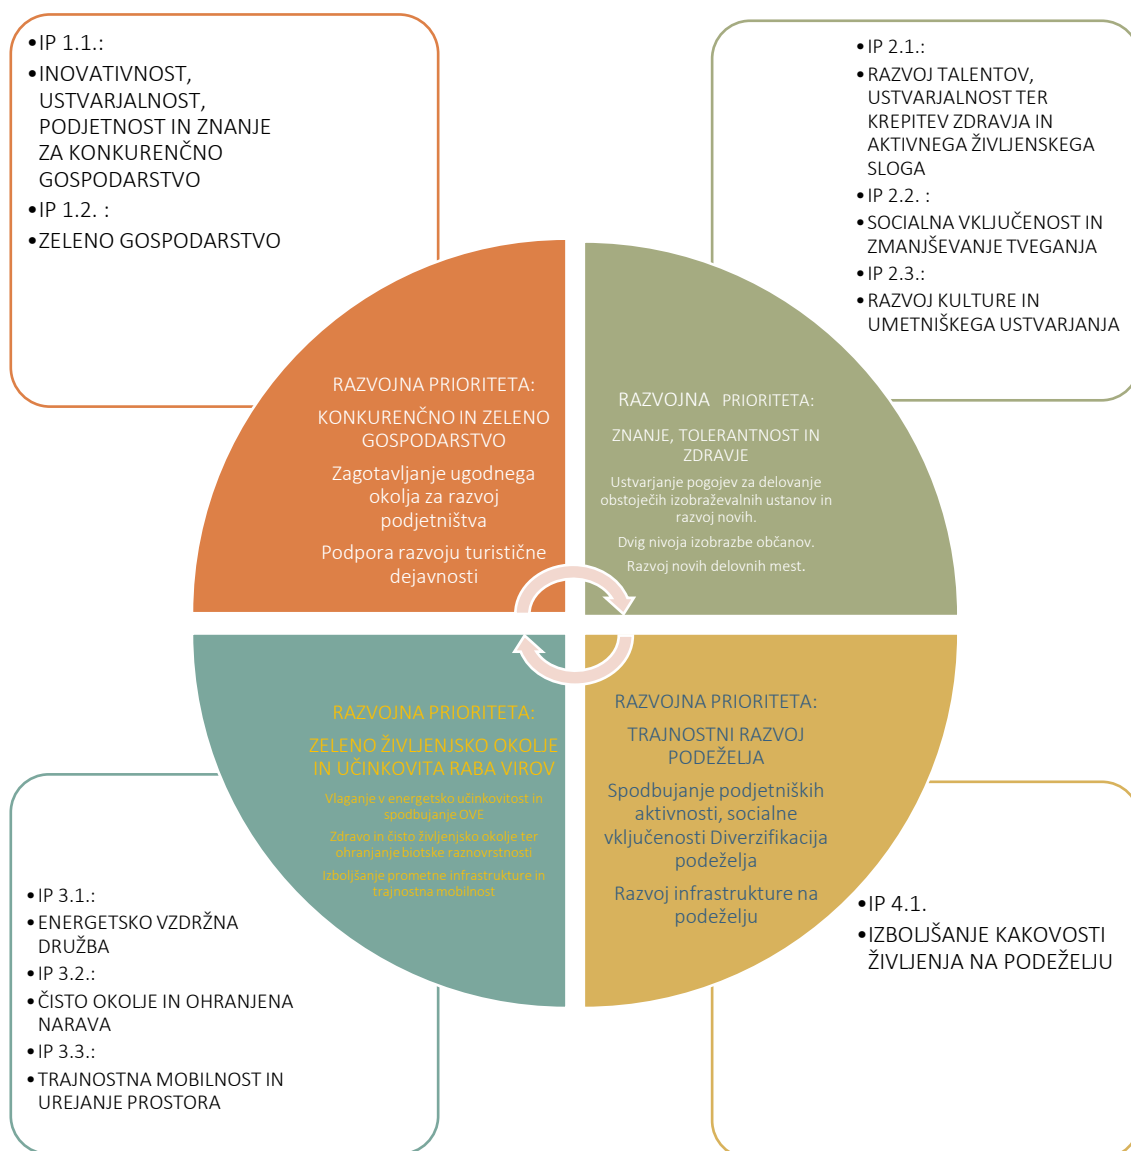 •IP 1.1.:
•INOVATIVNOST,
USTVARJALNOST,
PODJETNOST IN ZNANJE
ZA KONKURENČNO
GOSPODARSTVO
•IP 1.2. :
•ZELENO GOSPODARSTVO
•IP 2.1.:
•RAZVOJ TALENTOV,
USTVARJALNOST TER
KREPITEV ZDRAVJA IN
AKTIVNEGA ŽIVLJENSKEGA
SLOGA
•IP 2.2. :
•SOCIALNA VKLJUČENOST IN
ZMANJŠEVANJE TVEGANJA
•IP 2.3.:
•RAZVOJ KULTURE IN
UMETNIŠKEGA USTVARJANJA
RAZVOJNA PRIORITETA:
KONKURENČNO IN ZELENO
GOSPODARSTVO
Zagotavljanje ugodnega
okolja za razvoj
podjetništva
Podpora razvoju turistične
dejavnosti
RAZVOJNA PRIORITETA:
ZNANJE, TOLERANTNOST IN
ZDRAVJE
Ustvarjanje pogojev za delovanje
obstoječih izobraževalnih ustanov in
razvoj novih.
Dvig nivoja izobrazbe občanov.
Razvoj novih delovnih mest.
RAZVOJNA PRIORITETA:
ZELENO ŽIVLJENJSKO OKOLJE
IN UČINKOVITA RABA VIROV
Vlaganje v energetsko učinkovitost in
spodbujanje OVE
Zdravo in čisto življenjsko okolje ter
ohranjanje biotske raznovrstnosti
Izboljšanje prometne infrastrukture in
trajnostna mobilnost
RAZVOJNA PRIORITETA:
TRAJNOSTNI RAZVOJ
PODEŽELJA
Spodbujanje podjetniških
aktivnosti, socialne
vključenosti Diverzifikacija
podeželja
Razvoj infrastrukture na
podeželju
•IP 3.1.:
•ENERGETSKO VZDRŽNA
DRUŽBA
•IP 3.2.:
•ČISTO OKOLJE IN OHRANJENA
NARAVA
•IP 3.3.:
•TRAJNOSTNA MOBILNOST IN
UREJANJE PROSTORA
•IP 4.1.
•IZBOLJŠANJE KAKOVOSTI
ŽIVLJENJA NA PODEŽELJU